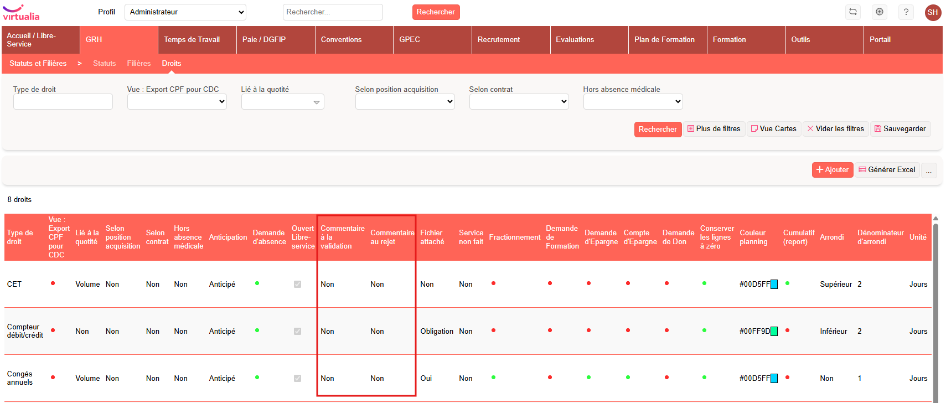 virtualia
Profil Administrateur Rechercher... Rechercher ? SH
Accueil / Libre-Service GRH Temps de Travail Paie / DGFIP Conventions GPEC Recrutement Evaluations Plan de Formation Formation Outils Portail
Statuts et Filières > Statuts Filières Droits
Type de droit Vue : Export CPF pour CDC Lié à la quotité Selon position acquisition Selon contrat Hors absence médicale
Rechercher Plus de filtres Vue Cartes Vider les filtres Sauvegarder
Ajouter Générer Excel ...
8 droits
Type de droit Vue : Export CPF pour CDC Lié à la quotité Selon position acquisition Selon contrat Hors absence médicale Anticipation Demande d'absence Ouvert Libre-service Commentaire à la validation Commentaire au rejet Fichier attaché Service non fait Fractionnement Demande de Formation Demande d'Epargne Compte d'Epargne Demande de Don Conserver les lignes à zéro Couleur planning Cumulatif (report) Arrondi Dénominateur d'arrondi Unité
CET Volume Non Non Non Anticipé Non Non Non Non #00D5FF Supérieur 2 Jours
Compteur débit/crédit Non Non Non Non Anticipé Non Non Obligation Non #00FF9D Inférieur 2 Jours
Congés annuels Volume Non Non Non Anticipé Non Non Oui Non #00D5FF Non 1 Jours